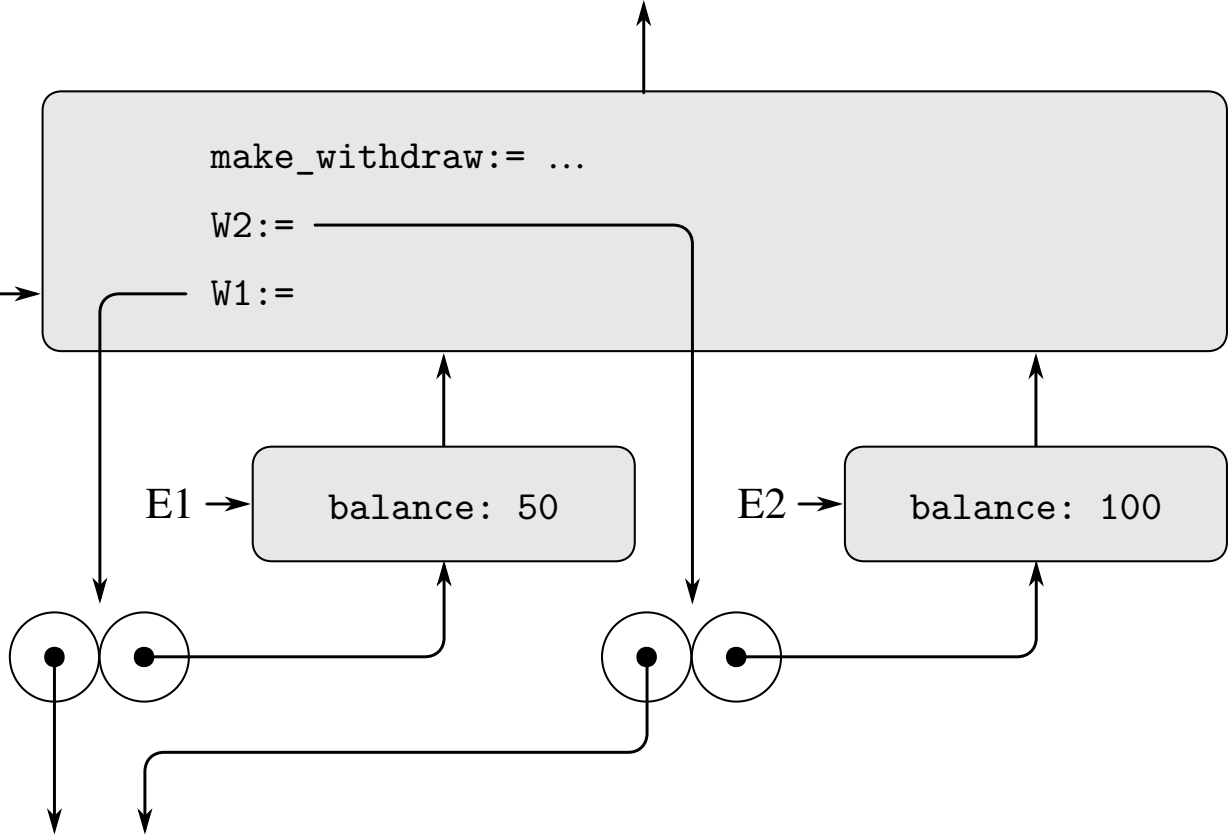 make_withdraw:= ...
W2:=
W1:=
E1
balance: 50
E2
balance: 100